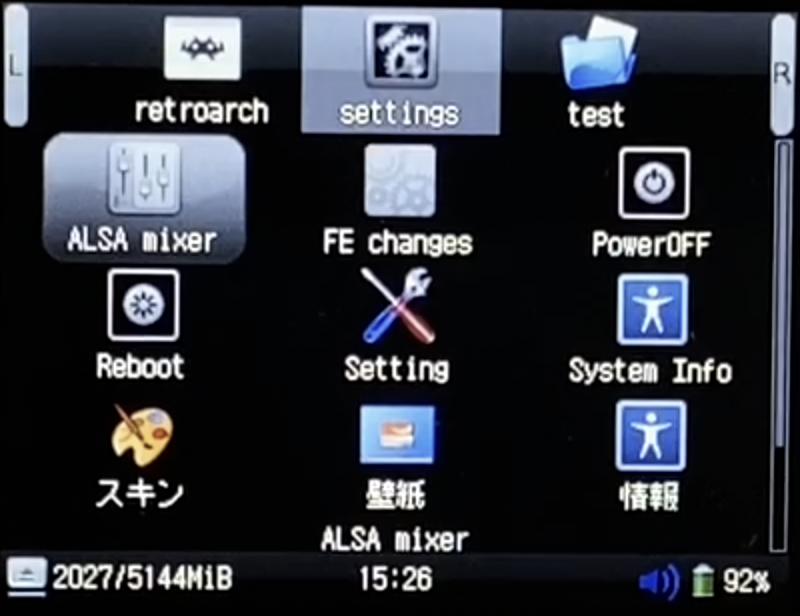 L
R
retroarch settings test
ALSA mixer FE changes PowerOFF
Reboot Setting System Info
スキン 壁紙 情報
ALSA mixer
2027/5144MiB 15:26 92%